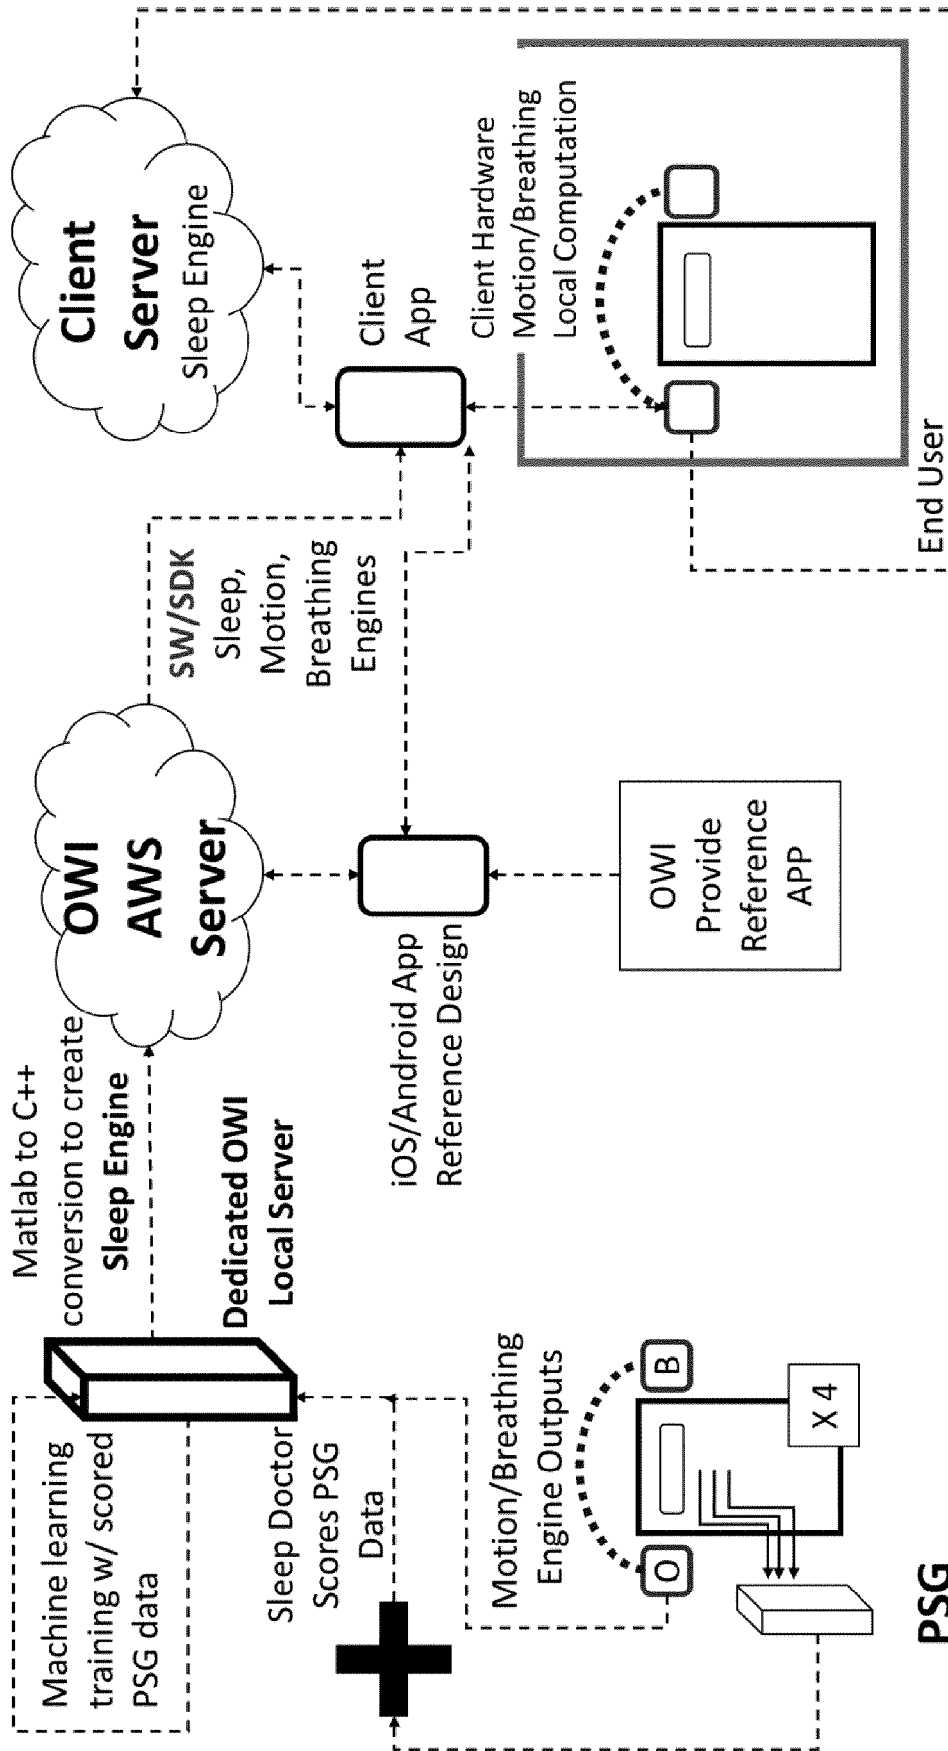 Machine learning
training w/ scored
PSG data
Matlab to C++
conversion to create
Sleep Engine
Dedicated OWI
Local Server
Sleep Doctor
Scores PSG
Data
Motion/Breathing
Engine Outputs
O
B
X 4
PSG
OWI
AWS
Server
iOS/Android App
Reference Design
OWI
Provide
Reference
APP
SW/SDK
Sleep,
Motion,
Breathing
Engines
Client
Server
Sleep Engine
Client
App
Client Hardware
Motion/Breathing
Local Computation
End User